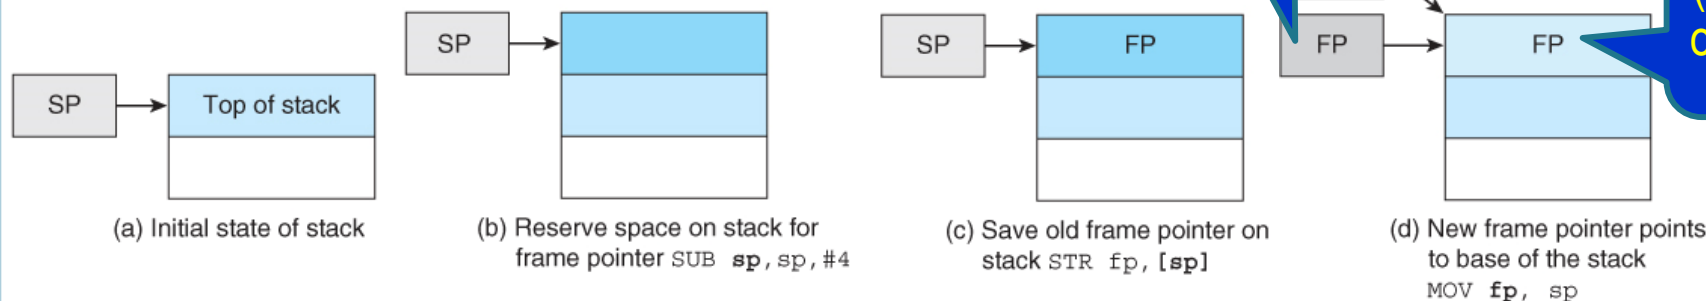 SP
Top of stack
(a) Initial state of stack
SP
(b) Reserve space on stack for
frame pointer SUB sp,sp,#4
SP
FP
(c) Save old frame pointer on
stack STR fp,[sp]
FP
FP
(d) New frame pointer points
to base of the stack
MOV fp, sp